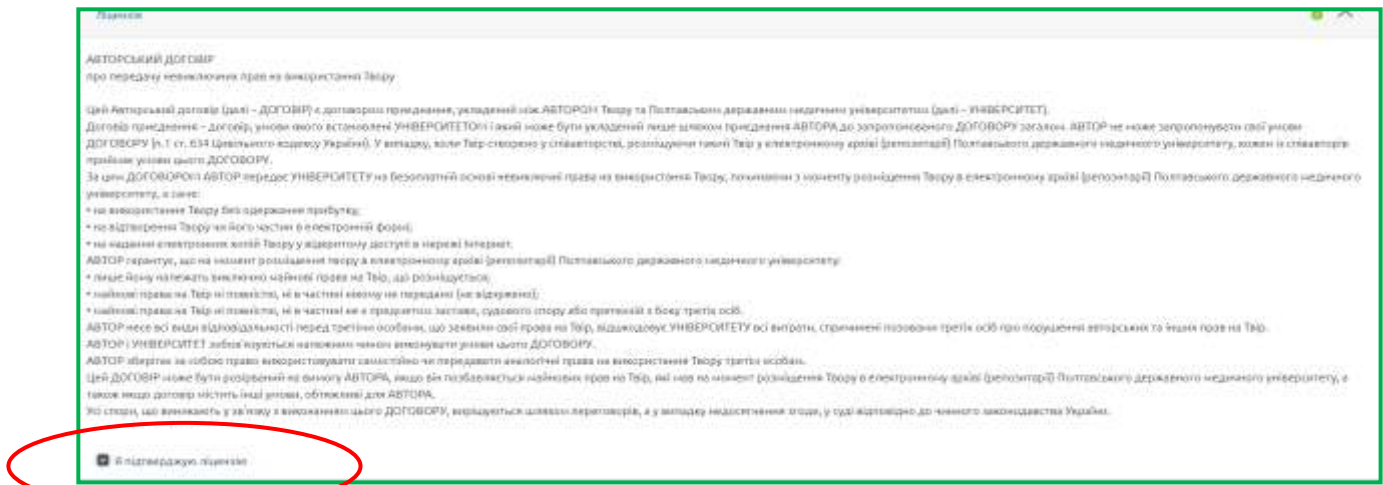 Ліцензія
АВТОРСЬКИЙ ДОГОВІР
про передачу невиключних прав на використання Твору
Цей Авторський договір (далі – ДОГОВІР) є договором приєднання, укладений між АВТОРОМ Твору та Полтавським державним медичним університетом (далі – УНІВЕРСИТЕТ).
Договір приєднання – договір, умови якого встановлені УНІВЕРСИТЕТОМ і який може бути укладений лише шляхом приєднання АВТОРА до запропонованого ДОГОВОРУ загалом. АВТОР не може запропонувати свої умови
ДОГОВОРУ (п.1 ст. 634 Цивільного кодексу України). У випадку, коли Твір створено у співавторстві, розміщуючи такий Твір у електронному архіві (репозитарії) Полтавського державного медичного університету, кожен із співавторів
приймає умови цього ДОГОВОРУ.
За цим ДОГОВОРОМ АВТОР передає УНІВЕРСИТЕТУ на безоплатній основі невиключні права на використання Твору, починаючи з моменту розміщення Твору в електронному архіві (репозитарії) Полтавського державного медичного
університету, а саме:
• на використання Твору без одержання прибутку;
• на відтворення Твору чи його частин в електронній формі;
• на надання електронних копій Твору у відкритому доступі в мережі Інтернет.
АВТОР гарантує, що на момент розміщення твору в електронному архіві (репозитарії) Полтавського державного медичного університету:
• лише йому належать виключно майнові права на Твір, що розміщується;
• майнові права на Твір ні повністю, ні в частині нікому не передано (не відчужено);
• майнові права на Твір ні повністю, ні в частині не є предметом застави, судового спору або претензій з боку третіх осіб.
АВТОР несе всі види відповідальності перед третіми особами, що заявили свої права на Твір, відшкодовує УНІВЕРСИТЕТУ всі витрати, спричинені позовами третіх осіб про порушення авторських та інших прав на Твір.
АВТОР і УНІВЕРСИТЕТ зобов'язуються належним чином виконувати умови цього ДОГОВОРУ.
АВТОР зберігає за собою право використовувати самостійно чи передавати аналогічні права на використання Твору третім особам.
Цей ДОГОВІР може бути розірваний на вимогу АВТОРА, якщо він позбавляється майнових прав на Твір, які мав на момент розміщення Твору в електронному архіві (репозитарії) Полтавського державного медичного університету, а
також якщо договір містить інші умови, обтяжливі для АВТОРА.
Усі спори, що виникають у зв'язку з виконанням цього ДОГОВОРУ, вирішуються шляхом переговорів, а у випадку недосягнення згоди, у суді відповідно до чинного законодавства України.
Я підтверджую ліцензію